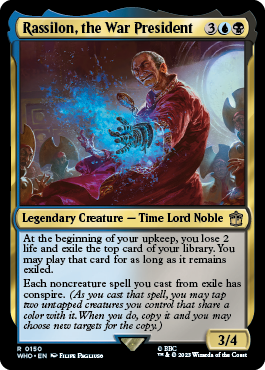 Rassilon, the War President 3
Legendary Creature — Time Lord Noble
At the beginning of your upkeep, you lose 2
life and exile the top card of your library. You
may play that card for as long as it remains
exiled.
Each noncreature spell you cast from exile has
conspire. (As you cast that spell, you may tap
two untapped creatures you control that share a
color with it. When you do, copy it and you may
choose new targets for the copy.)
3/4
R 0150
WHO • EN Filipe Pagliuso
© BBC
™ & © 2023 Wizards of the Coast